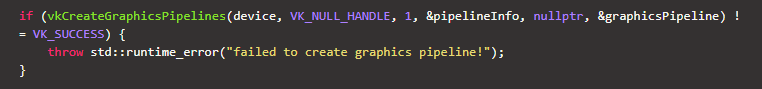 if (vkCreateGraphicsPipelines(device, VK_NULL_HANDLE, 1, &pipelineInfo, nullptr, &graphicsPipeline) !
= VK_SUCCESS) {
    throw std::runtime_error("failed to create graphics pipeline!");
}